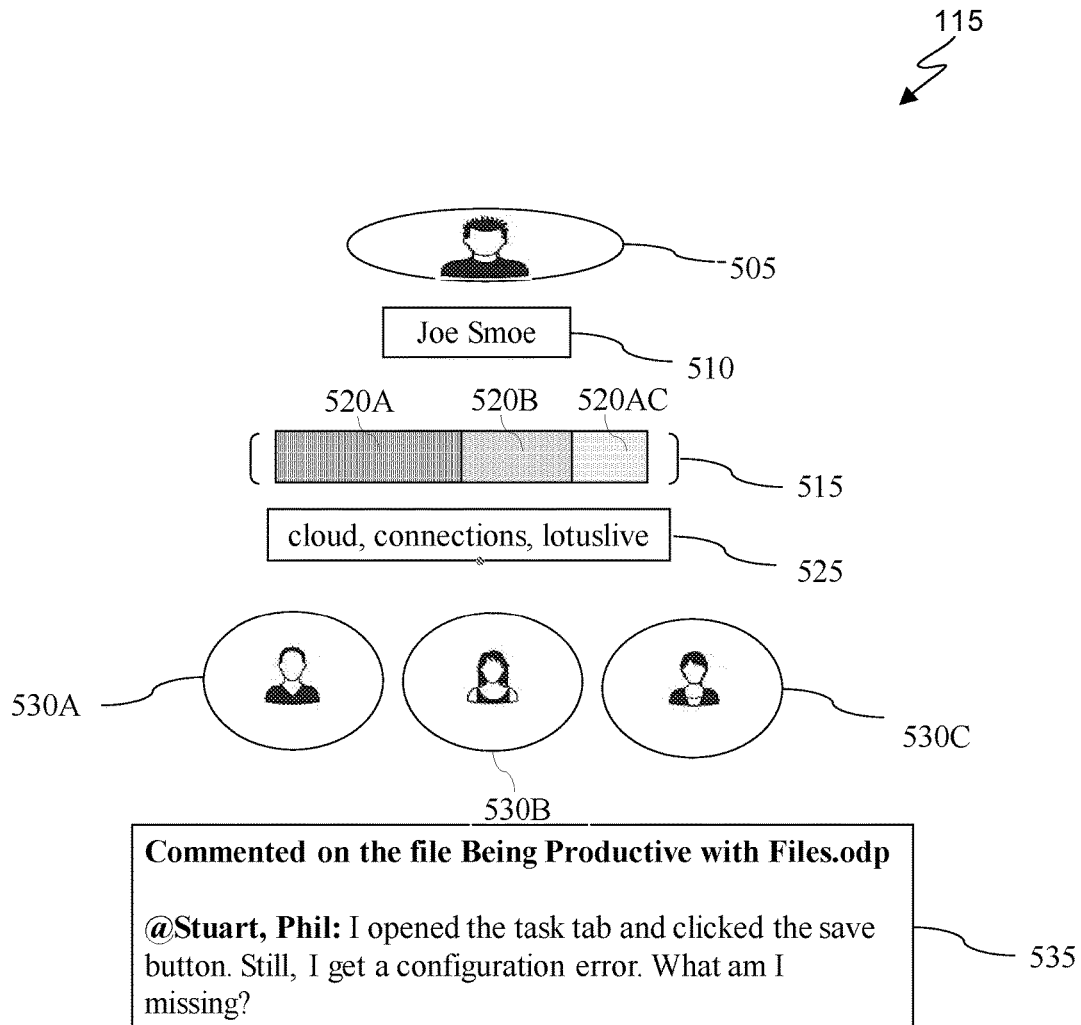 115
505
Joe Smoe
510
520A 520B 520AC
515
cloud, connections, lotuslive
525
530A
530C
530B
Commented on the file Being Productive with Files.odp
@Stuart, Phil: I opened the task tab and clicked the save
button. Still, I get a configuration error. What am I
missing?
535